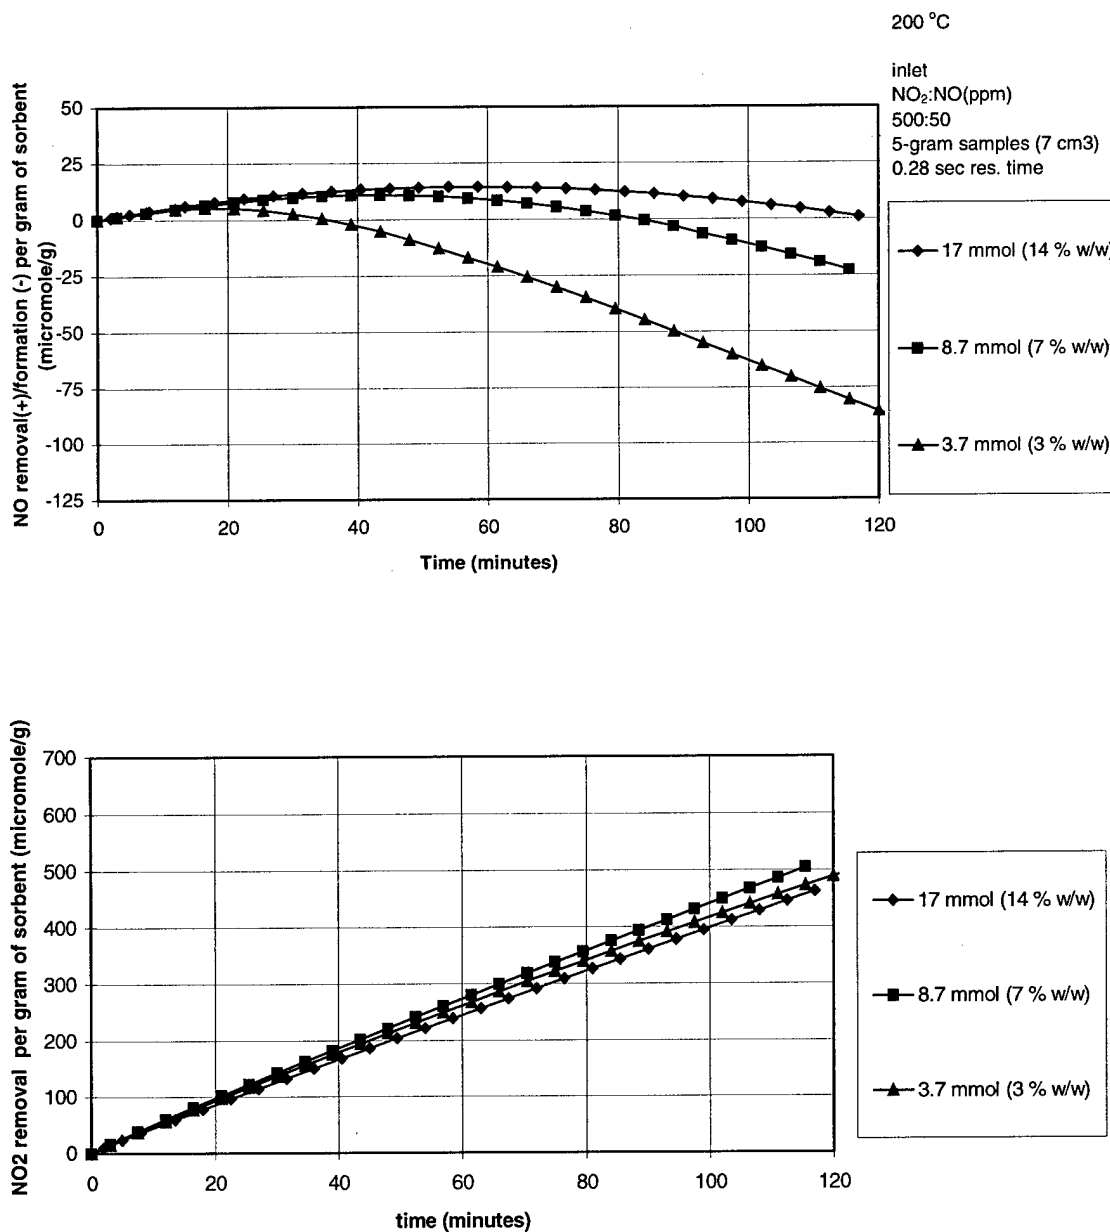 200 °C
inlet
NO₂:NO(ppm)
500:50
5-gram samples (7 cm3)
0.28 sec res. time
NO removal(+)/formation (-) per gram of sorbent
(micromole/g)
50
25
0
-25
-50
-75
-100
-125
0 20 40 60 80 100 120
Time (minutes)
17 mmol (14 % w/w)
8.7 mmol (7 % w/w)
3.7 mmol (3 % w/w)
NO2 removal per gram of sorbent (micromole/g)
700
600
500
400
300
200
100
0
0 20 40 60 80 100 120
time (minutes)
17 mmol (14 % w/w)
8.7 mmol (7 % w/w)
3.7 mmol (3 % w/w)